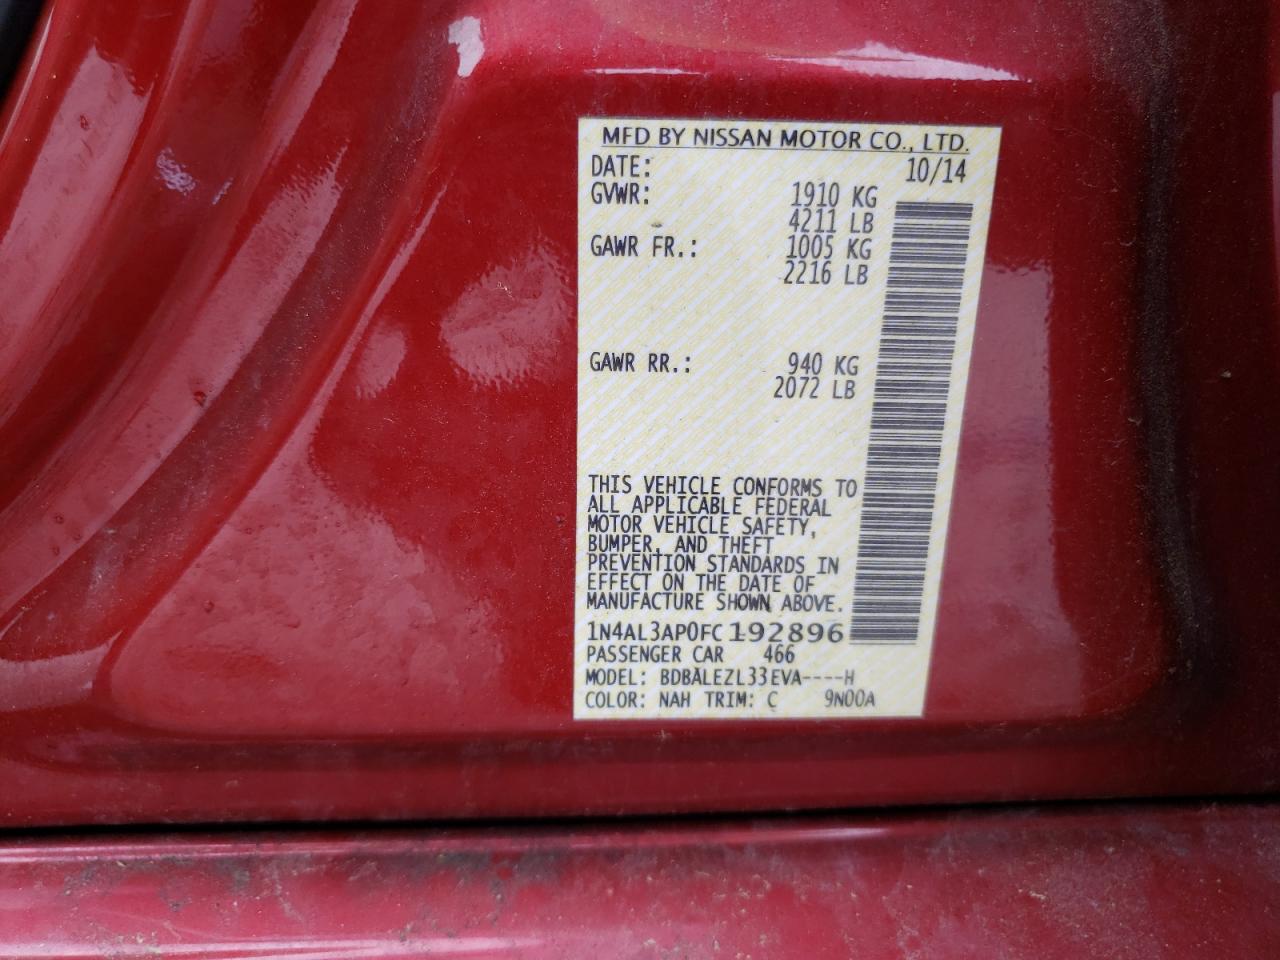 MFD BY NISSAN MOTOR CO., LTD.
DATE: 10/14
GVWR: 1910 KG
4211 LB
GAWR FR.: 1005 KG
2216 LB
GAWR RR.: 940 KG
2072 LB
THIS VEHICLE CONFORMS TO
ALL APPLICABLE FEDERAL
MOTOR VEHICLE SAFETY,
BUMPER, AND THEFT
PREVENTION STANDARDS IN
EFFECT ON THE DATE OF
MANUFACTURE SHOWN ABOVE.
1N4AL3AP0FC192896
PASSENGER CAR 466
MODEL: BDBALEZL33EVA----H
COLOR: NAH TRIM: C 9N00A